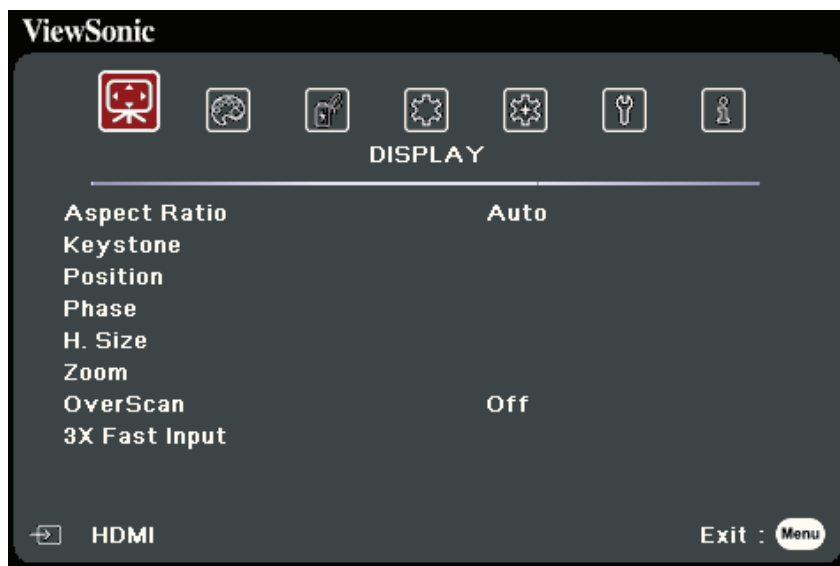 ViewSonic
DISPLAY
Aspect Ratio Auto
Keystone
Position
Phase
H. Size
Zoom
OverScan Off
3X Fast Input
HDMI Exit : Menu